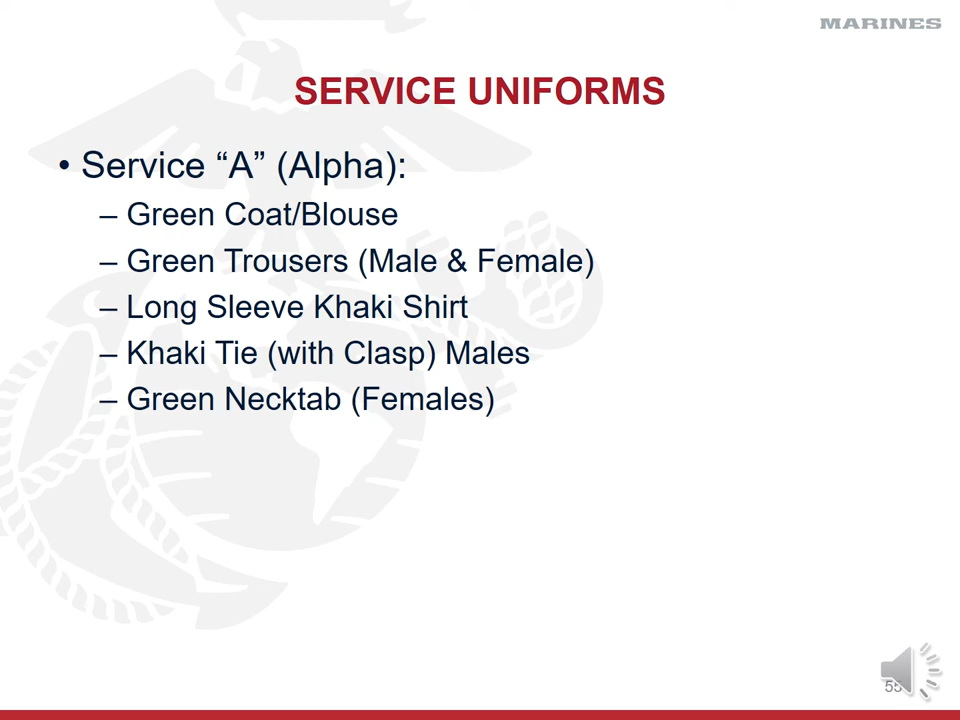 MARINES
SERVICE UNIFORMS
• Service “A” (Alpha):
– Green Coat/Blouse
– Green Trousers (Male & Female)
– Long Sleeve Khaki Shirt
– Khaki Tie (with Clasp) Males
– Green Necktab (Females)